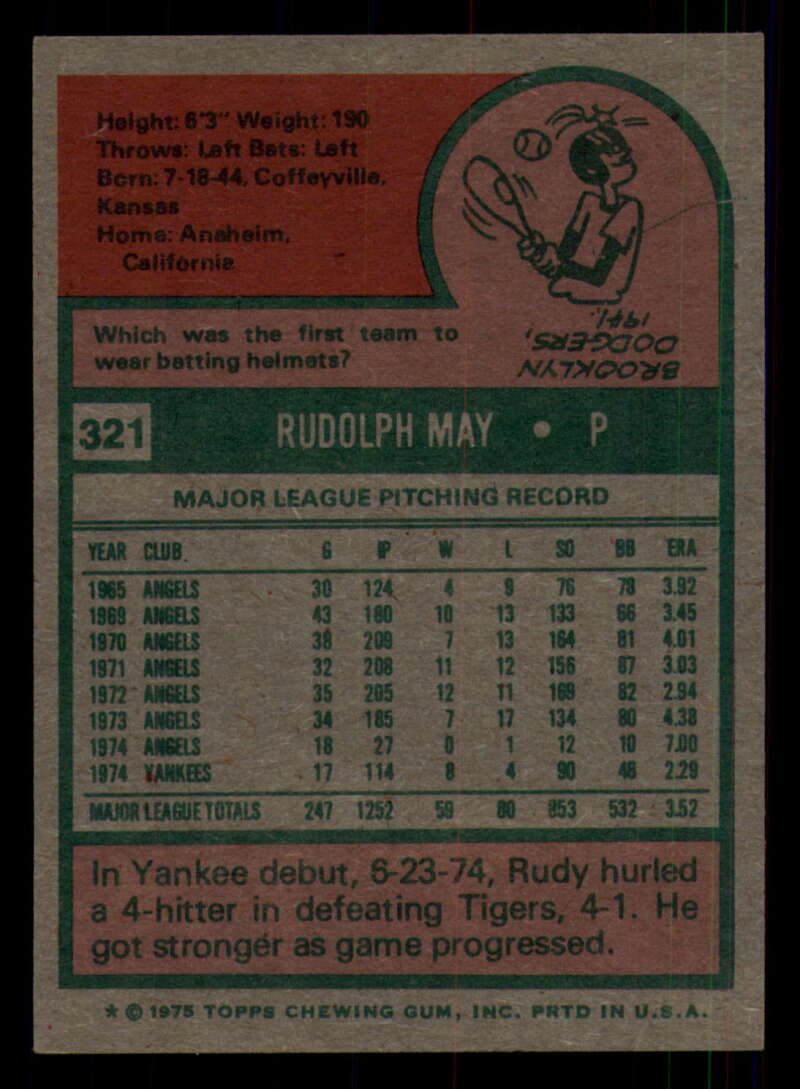 Height: 6'3" Weight: 190
Throws: Left Bats: Left
Born: 7-18-44, Coffeyville,
Kansas
Home: Anaheim,
California
Which was the first team to
wear batting helmets?
BROOKLYN
DODGERS,
1941.
321 RUDOLPH MAY • P
MAJOR LEAGUE PITCHING RECORD
YEAR CLUB G IP W L SO BB ERA
1965 ANGELS 30 124 4 9 76 78 3.92
1969 ANGELS 43 180 10 13 133 66 3.45
1970 ANGELS 38 209 7 13 164 81 4.01
1971 ANGELS 32 208 11 12 156 87 3.03
1972 ANGELS 35 205 12 11 169 82 2.94
1973 ANGELS 34 185 7 17 134 80 4.38
1974 ANGELS 18 27 0 1 12 10 7.00
1974 YANKEES 17 114 8 4 90 48 2.29
MAJOR LEAGUE TOTALS 247 1252 59 80 853 532 3.52
In Yankee debut, 6-23-74, Rudy hurled
a 4-hitter in defeating Tigers, 4-1. He
got stronger as game progressed.
* © 1975 TOPPS CHEWING GUM, INC. PRTD IN U.S.A.